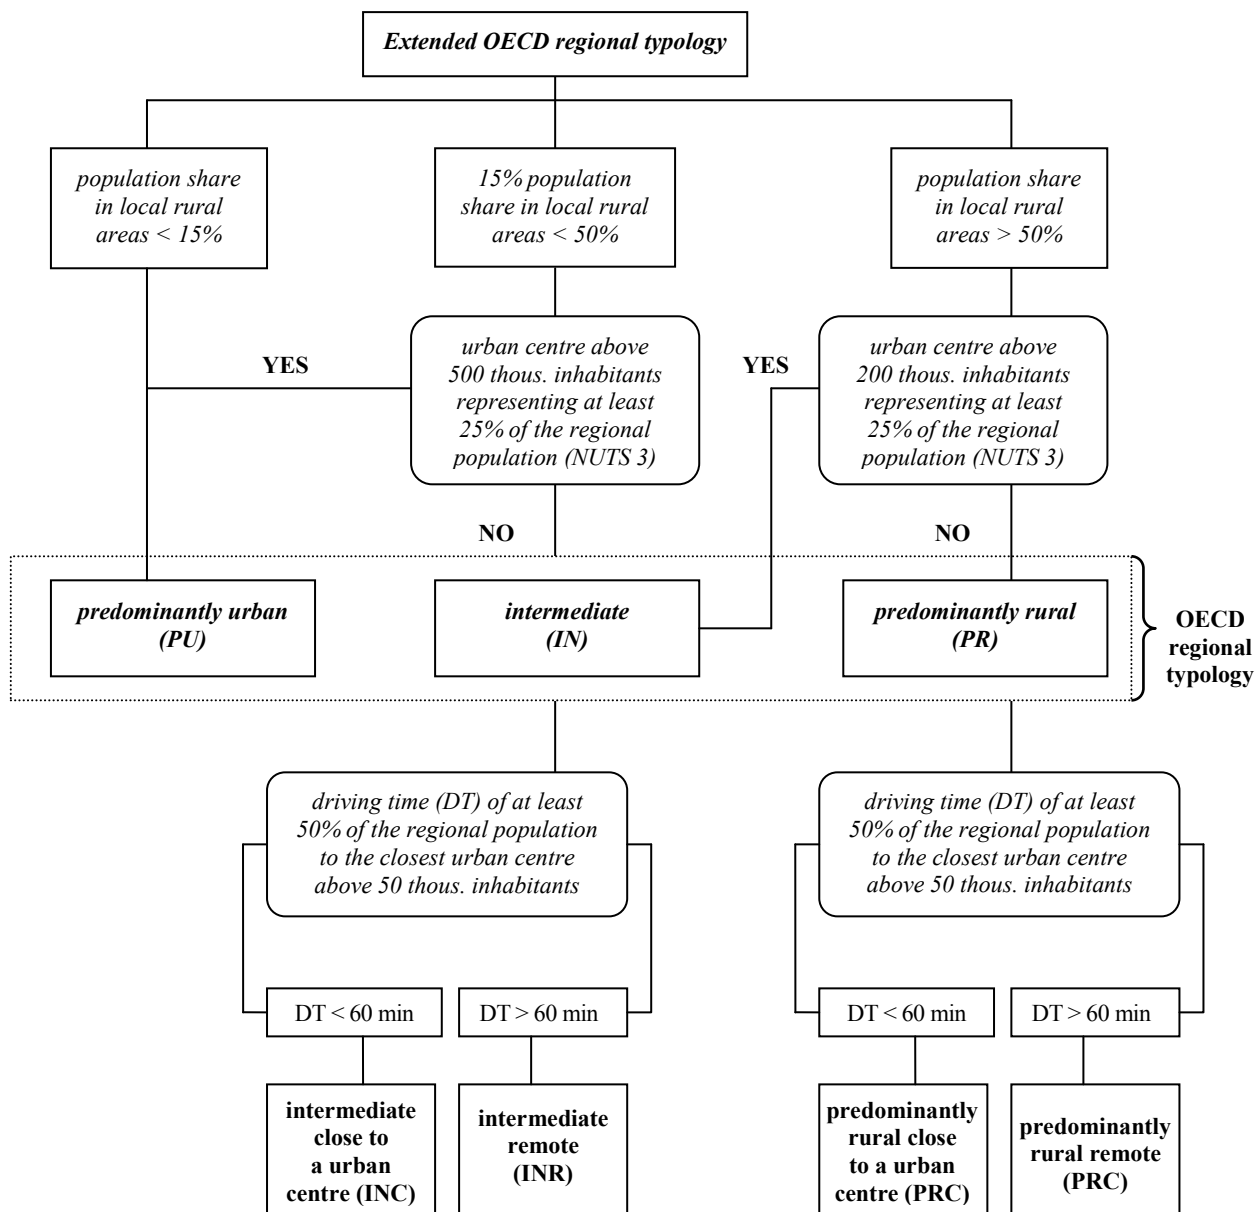 Extended OECD regional typology
population share
in local rural
areas < 15%
15% population
share in local rural
areas < 50%
population share
in local rural
areas > 50%
YES
urban centre above
500 thous. inhabitants
representing at least
25% of the regional
population (NUTS 3)
YES
urban centre above
200 thous. inhabitants
representing at least
25% of the regional
population (NUTS 3)
NO
NO
predominantly urban
(PU)
intermediate
(IN)
predominantly rural
(PR)
OECD
regional
typology
driving time (DT) of at least
50% of the regional population
to the closest urban centre
above 50 thous. inhabitants
driving time (DT) of at least
50% of the regional population
to the closest urban centre
above 50 thous. inhabitants
DT < 60 min
DT > 60 min
DT < 60 min
DT > 60 min
intermediate
close to
a urban
centre (INC)
intermediate
remote
(INR)
predominantly
rural close
to a urban
centre (PRC)
predominantly
rural remote
(PRC)